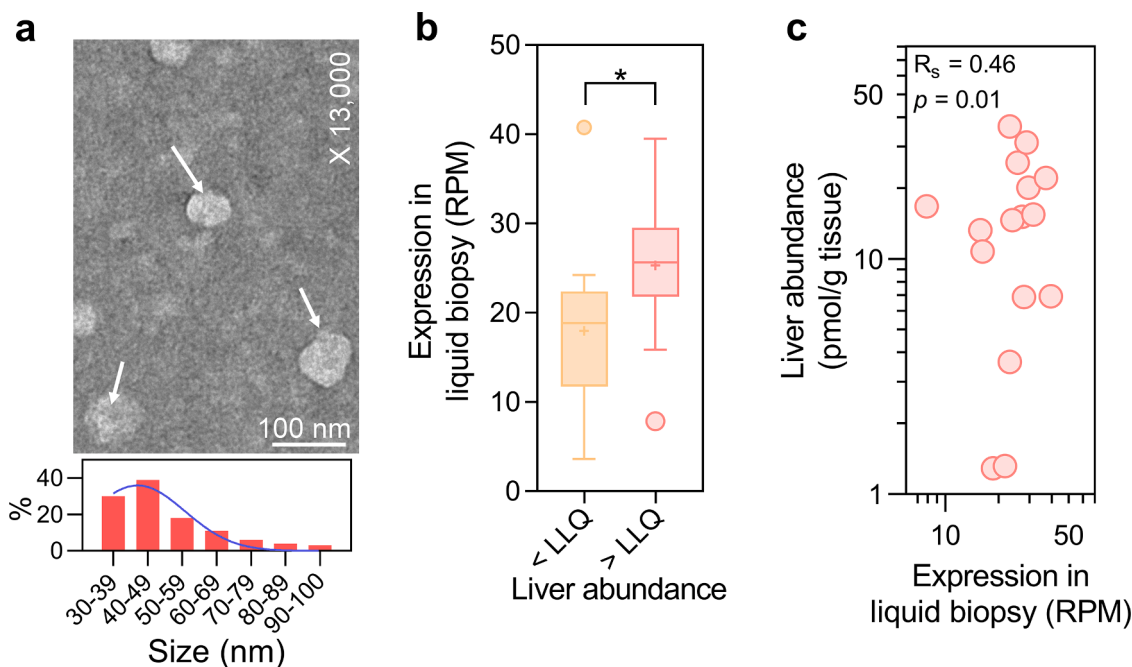 a
X 13,000
100 nm
%
40
20
0
30-39
40-49
50-59
60-69
70-79
80-89
90-100
Size (nm)
b
Expression in
liquid biopsy (RPM)
50
40
30
20
10
0
*
< LLQ
> LLQ
Liver abundance
c
Rs = 0.46
p = 0.01
Liver abundance
(pmol/g tissue)
50
10
1
10
50
Expression in
liquid biopsy (RPM)